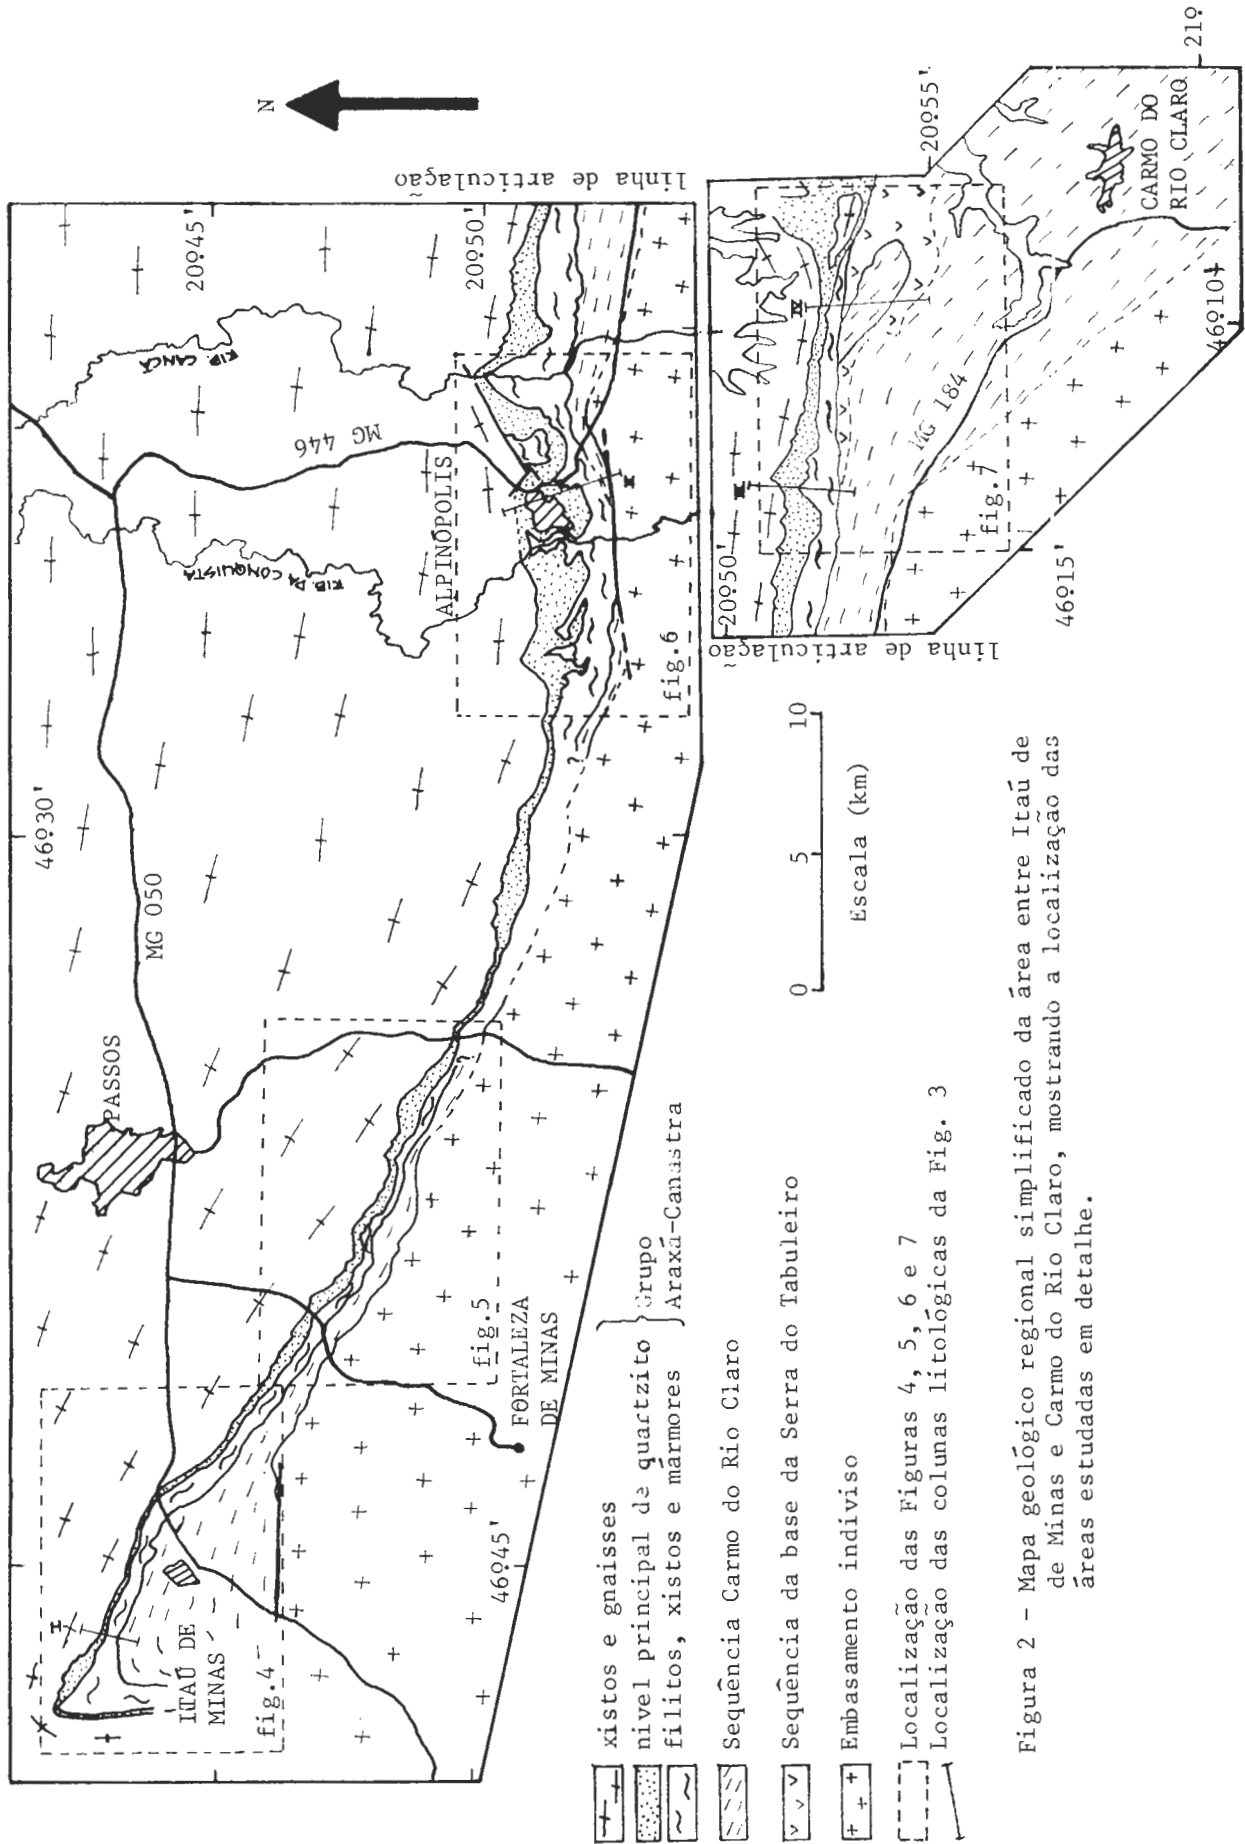 N
46º30'
20º45'
20º50'
PASSOS
MG 050
RIB. DA CONQUISTA
RIB. CANCÃ
MG 446
ALPINÓPOLIS
linha de articulação
ITAÚ DE
MINAS
fig.4
fig.5
fig.6
FORTALEZA
DE MINAS
46º45'
I
II
20º50'
linha de articulação
III
IV
20º55'
MG 184
fig.7
CARMO DO
RIO CLARO
21º
46º15'
46º10'
0 5 10
Escala (km)
xistos e gnaisses
nivel principal de quartzito
filitos, xistos e mármores
Grupo
Araxá-Canastra
Sequência Carmo do Rio Claro
Sequência da base da Serra do Tabuleiro
Embasamento indiviso
Localização das Figuras 4, 5, 6 e 7
Localização das colunas litológicas da Fig. 3
Figura 2 - Mapa geológico regional simplificado da área entre Itaú de
de Minas e Carmo do Rio Claro, mostrando a localização das
áreas estudadas em detalhe.